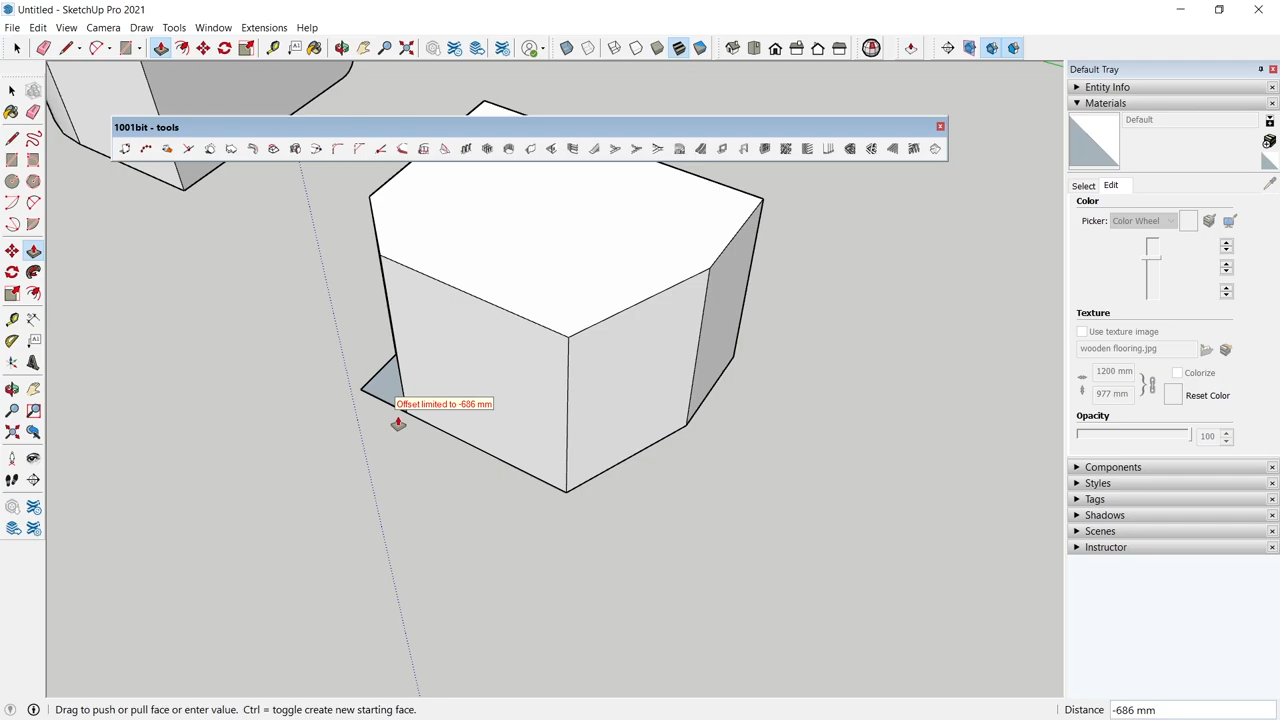 Untitled - SketchUp Pro 2021
File Edit View Camera Draw Tools Window Extensions Help
1001bit - tools
Offset limited to -686 mm
Default Tray
Entity Info
Materials
Default
Select Edit
Color
Picker: Color Wheel
Texture
Use texture image
wooden flooring.jpg
1200 mm
Colorize
977 mm
Reset Color
Opacity
100
Components
Styles
Tags
Shadows
Scenes
Instructor
Drag to push or pull face or enter value. Ctrl = toggle create new starting face.
Distance -686 mm